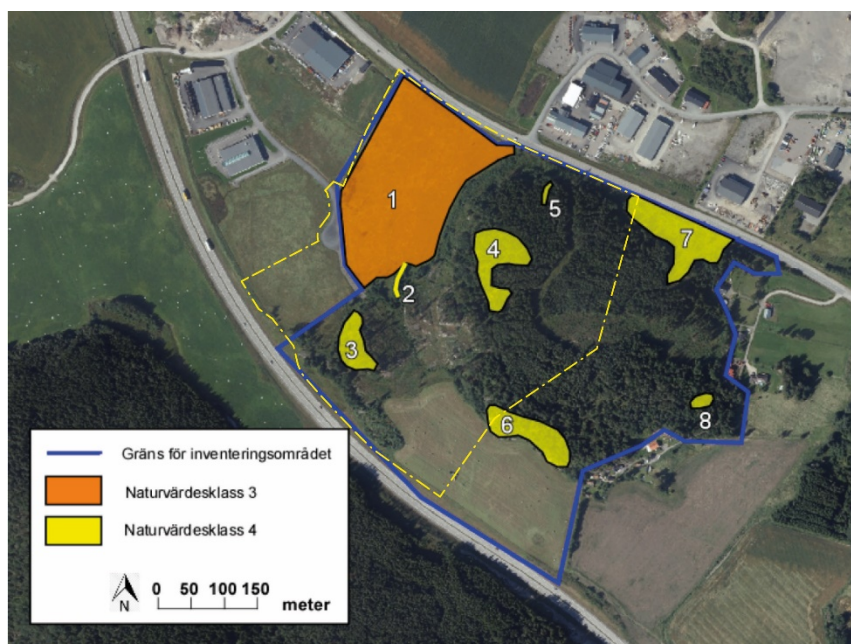 1
5
4
7
2
3
6
8
Gräns för inventeringsområdet
Naturvärdesklass 3
Naturvärdesklass 4
N
0 50 100 150
meter